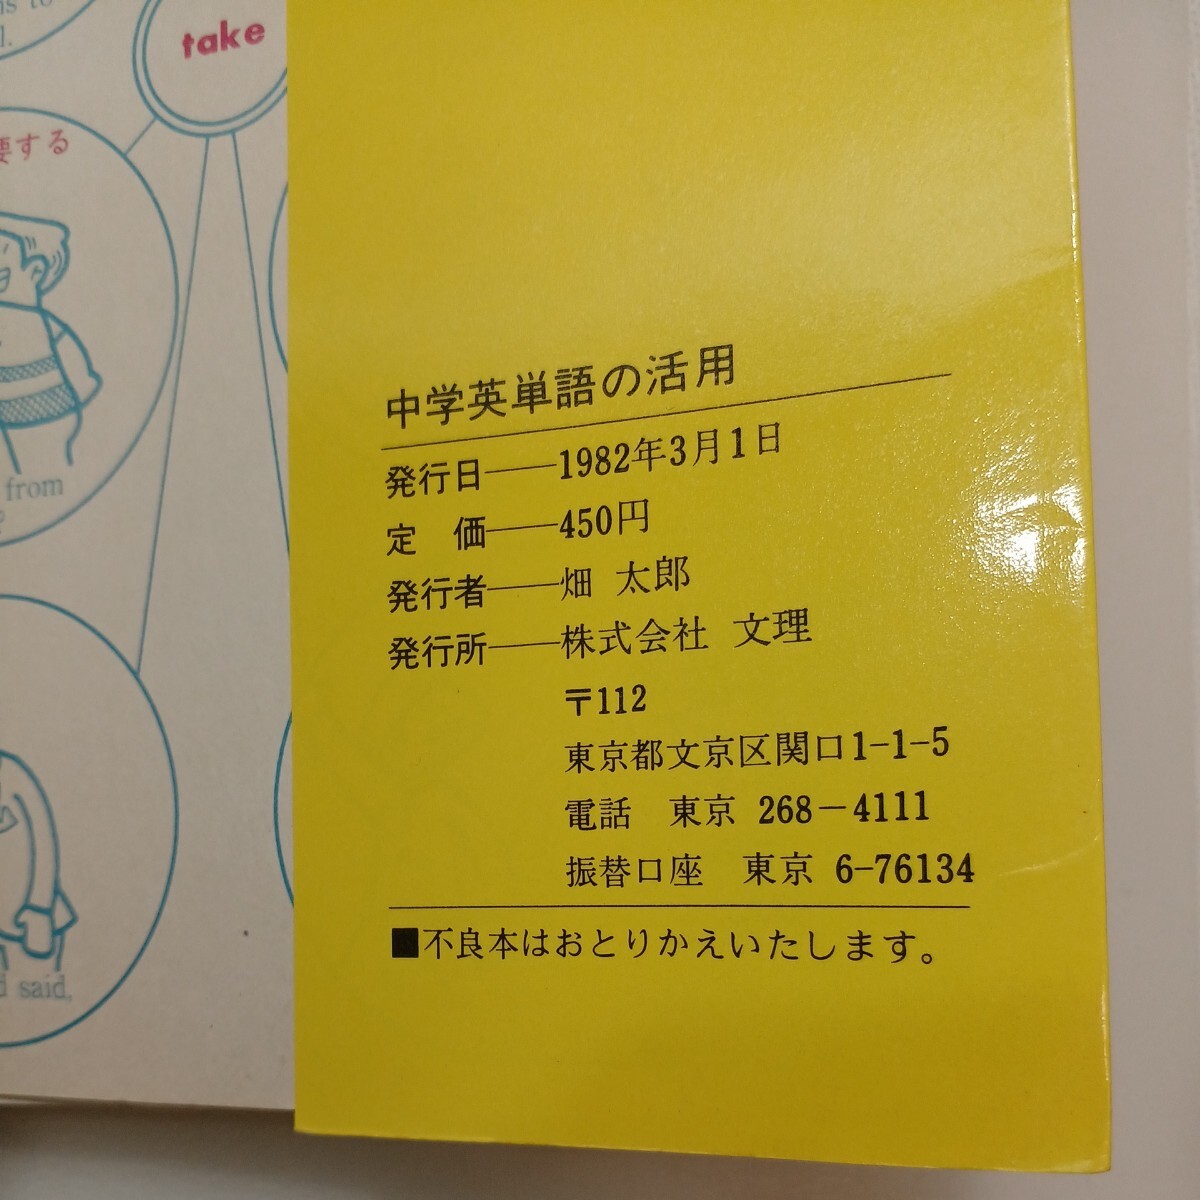 take
要する
from
said.
中学英単語の活用
発行日──1982年3月1日
定　価──450円
発行者──畑 太郎
発行所──株式会社 文理
〒112
東京都文京区関口1-1-5
電話　東京 268－4111
振替口座　東京 6-76134
■不良本はおとりかえいたします。